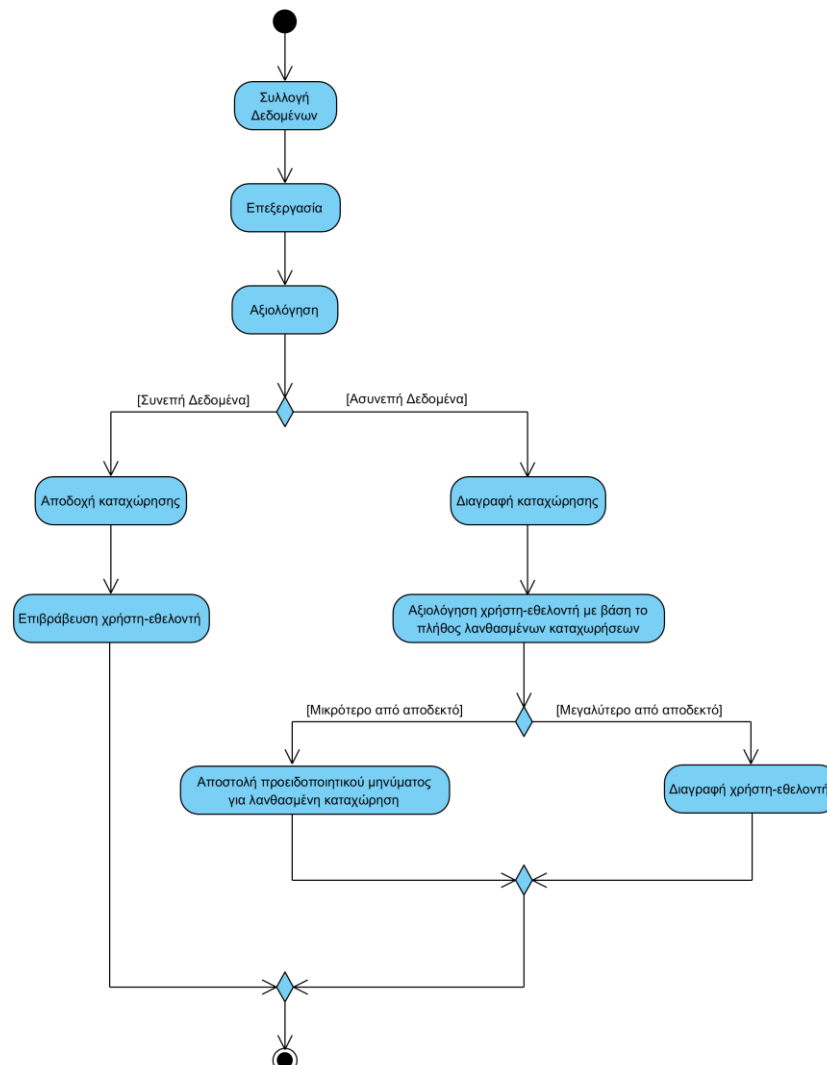 Συλλογή
Δεδομένων
Επεξεργασία
Αξιολόγηση
[Συνεπή Δεδομένα]
[Ασυνεπή Δεδομένα]
Αποδοχή καταχώρησης
Διαγραφή καταχώρησης
Επιβράβευση χρήστη-εθελοντή
Αξιολόγηση χρήστη-εθελοντή με βάση το
πλήθος λανθασμένων καταχωρήσεων
[Μικρότερο από αποδεκτό]
[Μεγαλύτερο από αποδεκτό]
Αποστολή προειδοποιητικού μηνύματος
για λανθασμένη καταχώρηση
Διαγραφή χρήστη-εθελοντή